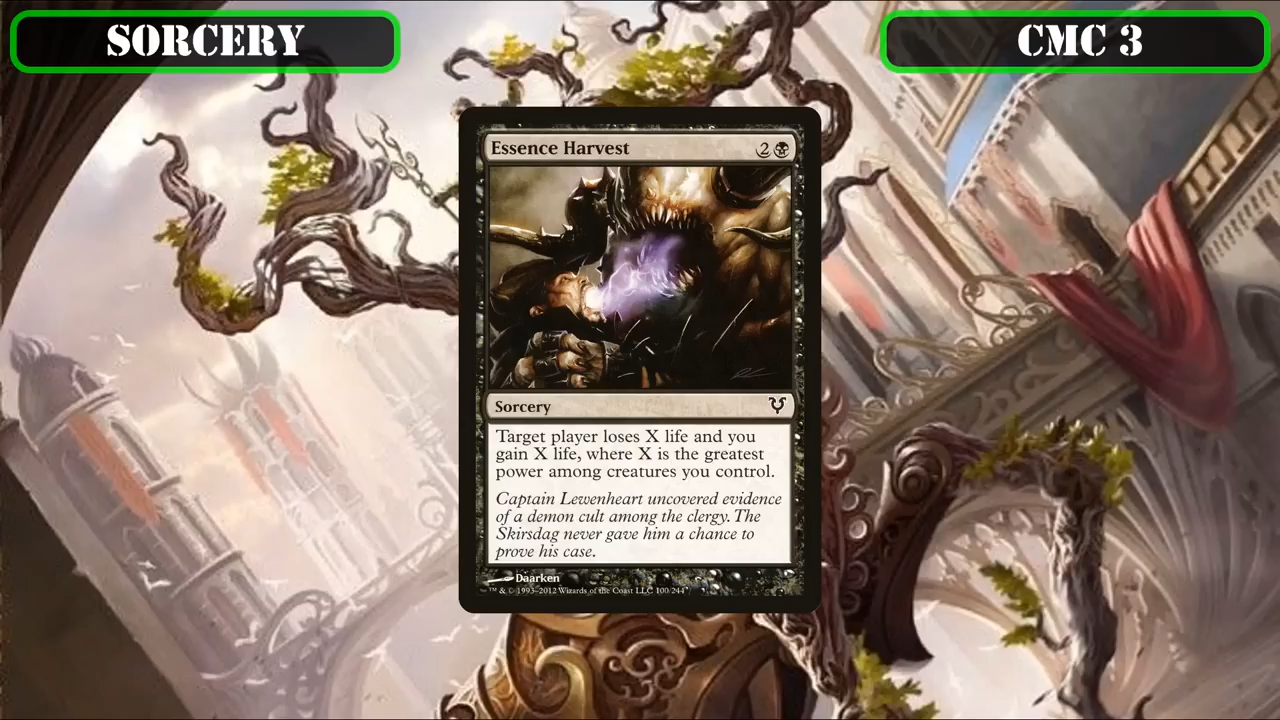 SORCERY
CMC 3
Essence Harvest 2
Sorcery
Target player loses X life and you
gain X life, where X is the greatest
power among creatures you control.
Captain Lewenheart uncovered evidence
of a demon cult among the clergy. The
Skirsdag never gave him a chance to
prove his case.
Daarken
™ & © 1993–2012 Wizards of the Coast LLC 100/244